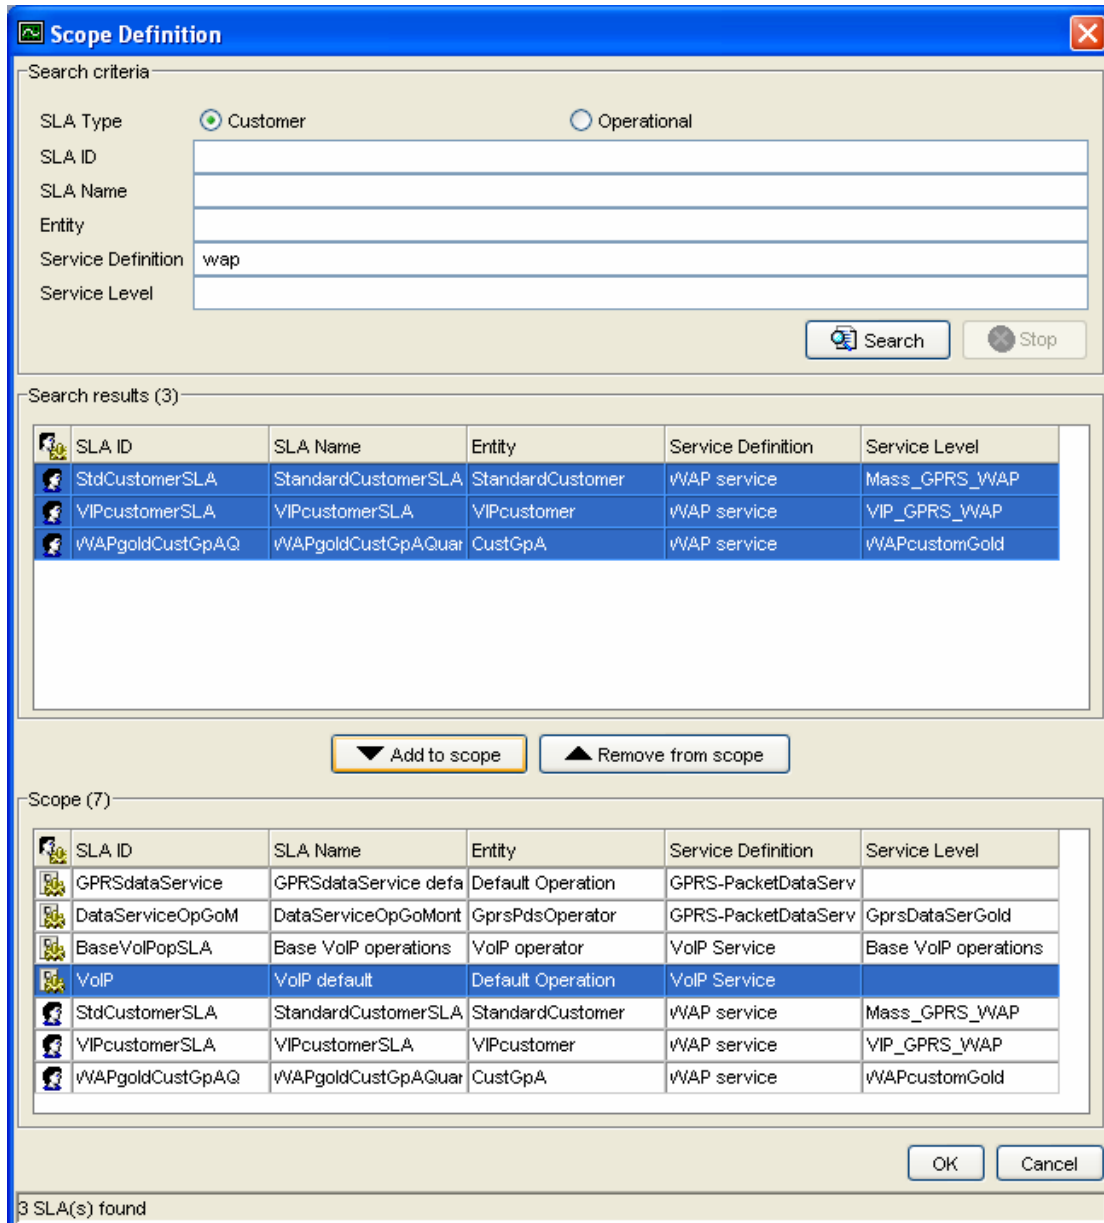 Scope Definition
Search criteria
SLA Type Customer Operational
SLA ID
SLA Name
Entity
Service Definition wap
Service Level
Search Stop
Search results (3)
SLA ID SLA Name Entity Service Definition Service Level
StdCustomerSLA StandardCustomerSLA StandardCustomer WAP service Mass_GPRS_WAP
VIPcustomerSLA VIPcustomerSLA VIPcustomer WAP service VIP_GPRS_WAP
WAPgoldCustGpAQ WAPgoldCustGpAQuar CustGpA WAP service WAPcustomGold
Add to scope Remove from scope
Scope (7)
SLA ID SLA Name Entity Service Definition Service Level
GPRSdataService GPRSdataService defa Default Operation GPRS-PacketDataServ
DataServiceOpGoM DataServiceOpGoMont GprsPdsOperator GPRS-PacketDataServ GprsDataSerGold
BaseVoIPopSLA Base VoIP operations VoIP operator VoIP Service Base VoIP operations
VoIP VoIP default Default Operation VoIP Service
StdCustomerSLA StandardCustomerSLA StandardCustomer WAP service Mass_GPRS_WAP
VIPcustomerSLA VIPcustomerSLA VIPcustomer WAP service VIP_GPRS_WAP
WAPgoldCustGpAQ WAPgoldCustGpAQuar CustGpA WAP service WAPcustomGold
OK Cancel
3 SLA(s) found